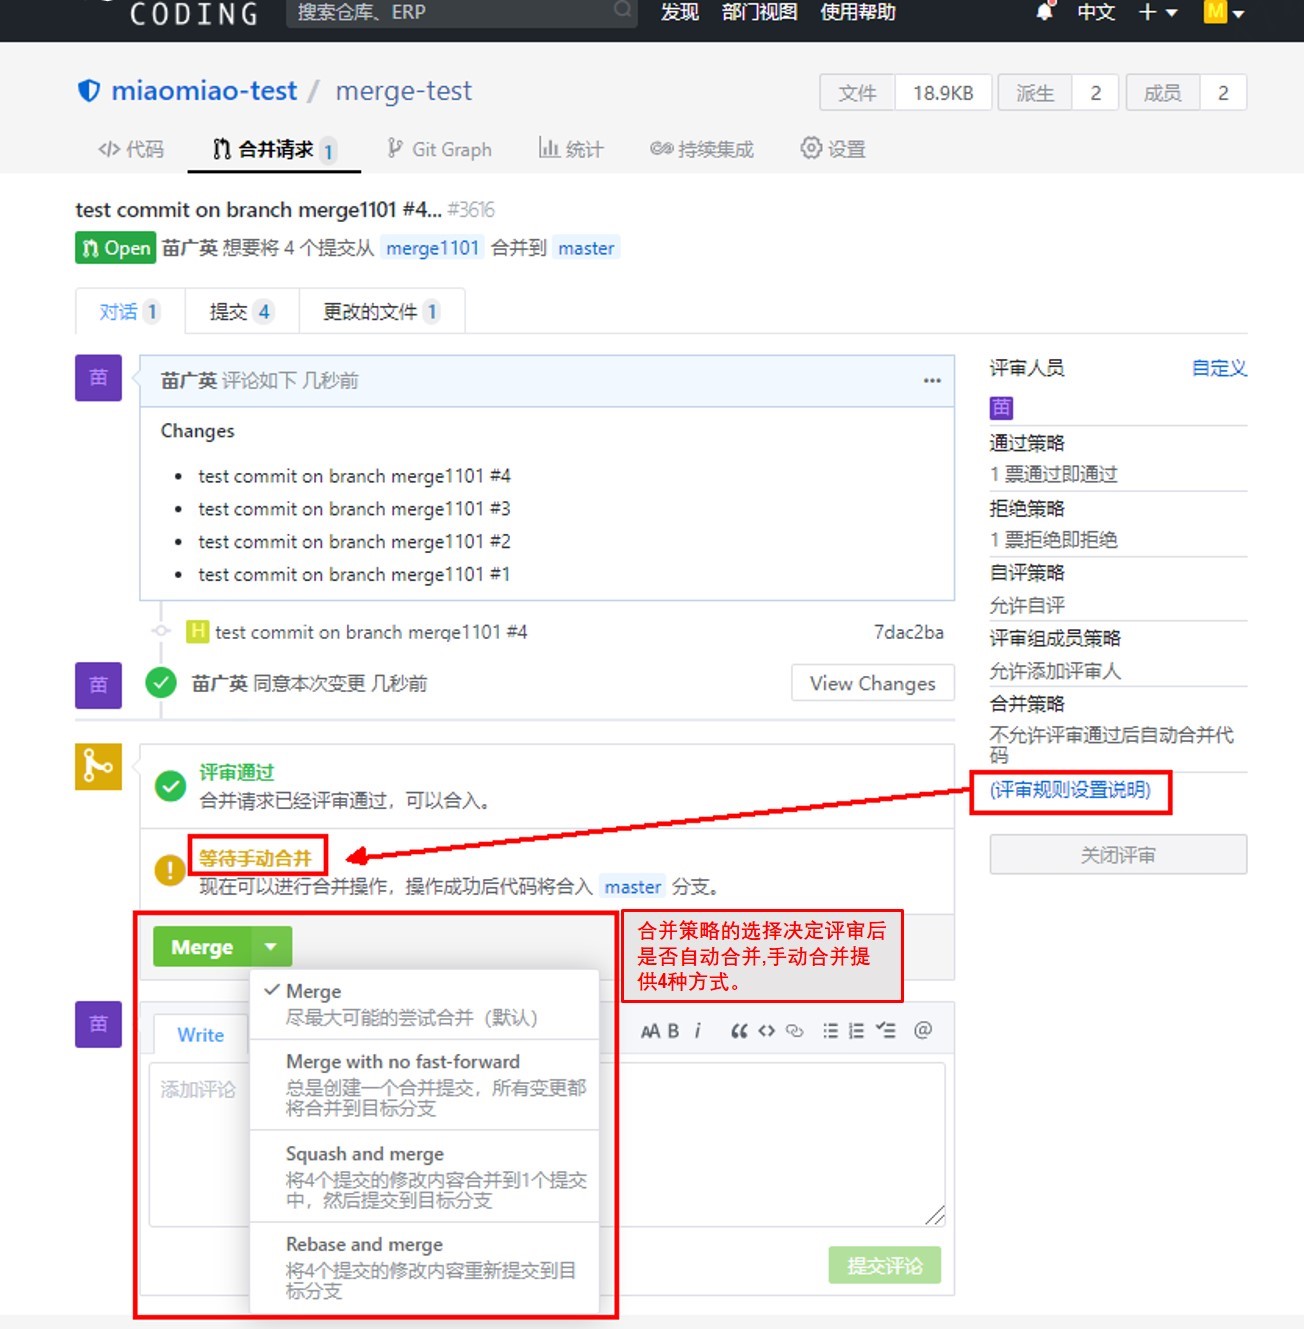 CODING 搜索仓库、ERP 发现 部门视图 使用帮助 中文 M
miaomiao-test / merge-test 文件 18.9KB 派生 2 成员 2
代码 合并请求 1 Git Graph 统计 持续集成 设置
test commit on branch merge1101 #4... #3616
Open 苗广英 想要将 4 个提交从 merge1101 合并到 master
对话 1 提交 4 更改的文件 1
苗 苗广英 评论如下 几秒前 ...
Changes
• test commit on branch merge1101 #4
• test commit on branch merge1101 #3
• test commit on branch merge1101 #2
• test commit on branch merge1101 #1
H test commit on branch merge1101 #4 7dac2ba
苗 苗广英 同意本次变更 几秒前 View Changes
评审通过
合并请求已经评审通过，可以合入。
等待手动合并
现在可以进行合并操作，操作成功后代码将合入 master 分支。
Merge
Merge
尽最大可能的尝试合并（默认）
Merge with no fast-forward
总是创建一个合并提交，所有变更都
将合并到目标分支
Squash and merge
将4个提交的修改内容合并到1个提交
中，然后提交到目标分支
Rebase and merge
将4个提交的修改内容重新提交到目
标分支
合并策略的选择决定评审后
是否自动合并,手动合并提
供4种方式。
苗 Write AA B i @
添加评论
提交评论
评审人员 自定义
苗
通过策略
1 票通过即通过
拒绝策略
1 票拒绝即拒绝
自评策略
允许自评
评审组成员策略
允许添加评审人
合并策略
不允许评审通过后自动合并代
码
(评审规则设置说明)
关闭评审